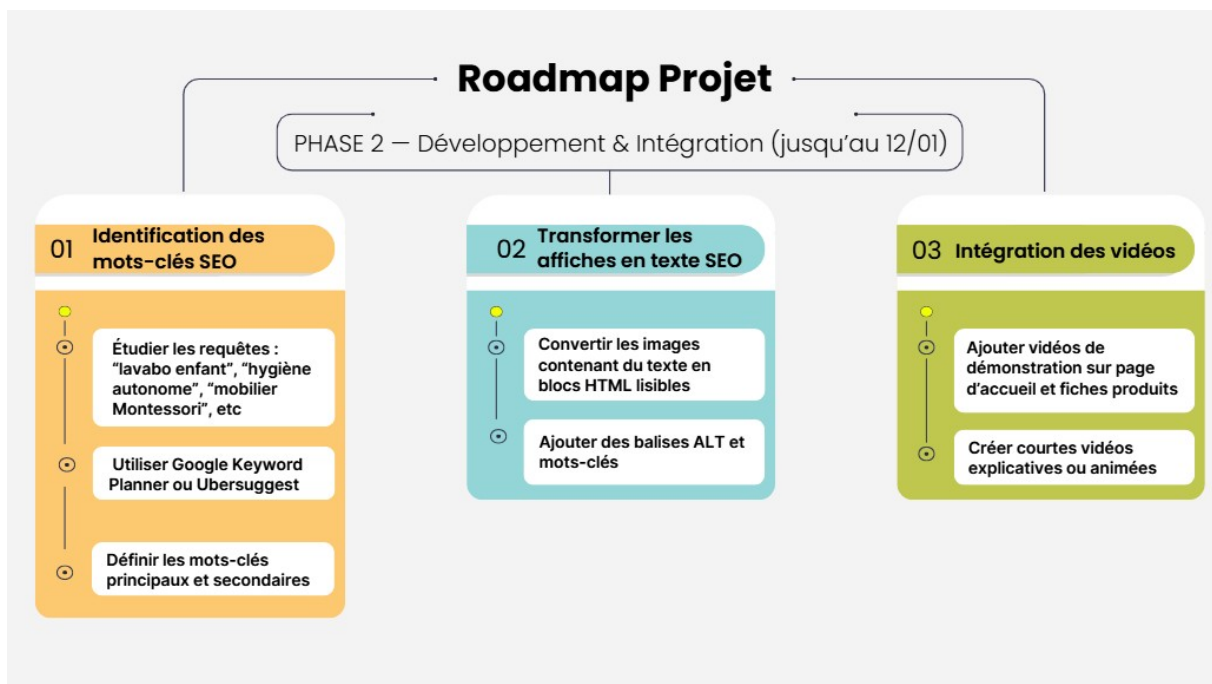 Roadmap Projet
PHASE 2 — Développement & Intégration (jusqu'au 12/01)
01
Identification des
mots-clés SEO
Étudier les requêtes :
“lavabo enfant”, “hygiène
autonome”, “mobilier
Montessori”, etc
Utiliser Google Keyword
Planner ou Ubersuggest
Définir les mots-clés
principaux et secondaires
02
Transformer les
affiches en texte SEO
Convertir les images
contenant du texte en
blocs HTML lisibles
Ajouter des balises ALT et
mots-clés
03 Intégration des vidéos
Ajouter vidéos de
démonstration sur page
d'accueil et fiches produits
Créer courtes vidéos
explicatives ou animées